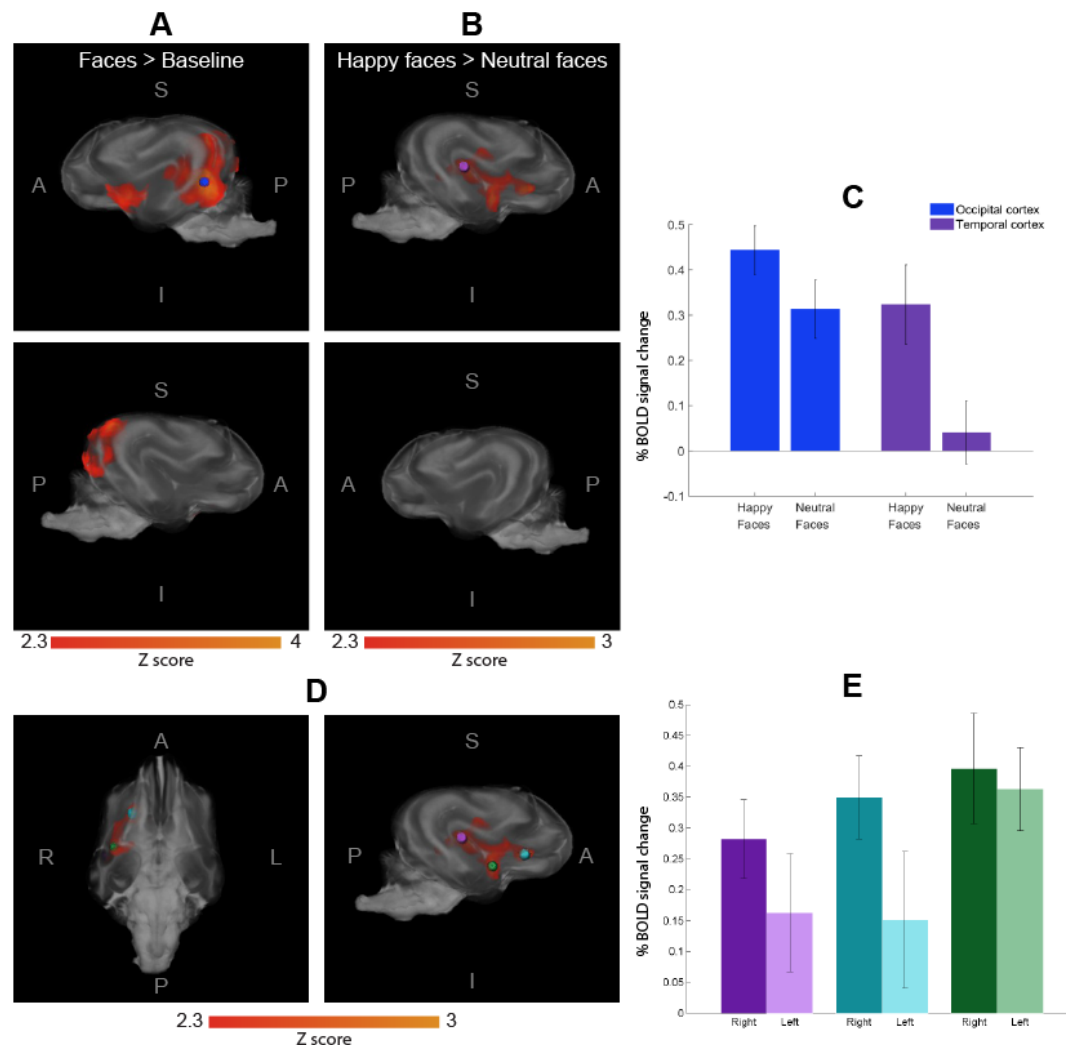 A
B
Faces > Baseline
Happy faces > Neutral faces
S
S
A
P
P
A
I
I
S
S
P
A
A
P
I
I
2.3
4
Z score
2.3
3
Z score
C
Occipital cortex
Temporal cortex
0.5
0.4
0.3
0.2
0.1
0
-0.1
% BOLD signal change
Happy
Faces
Neutral
Faces
Happy
Faces
Neutral
Faces
D
A
R
L
P
S
P
A
I
2.3
3
Z score
E
0.5
0.45
0.4
0.35
0.3
0.25
0.2
0.15
0.1
0.05
0
% BOLD signal change
Right
Left
Right
Left
Right
Left